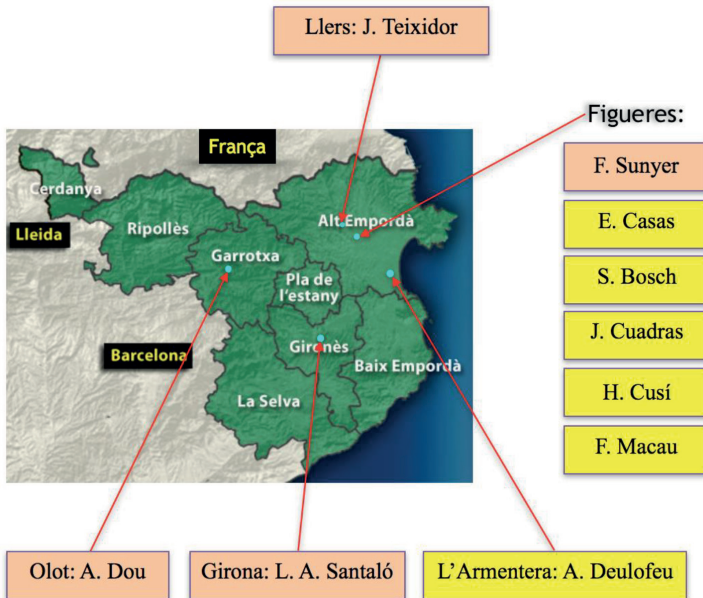 Llers: J. Teixidor
Figueres:
França
F. Sunyer
Cerdanya
Lleida
Ripollès
Alt Empordà
E. Casas
Garrotxa
Pla de
l'estany
S. Bosch
Barcelona
Gironès
Baix Empordà
J. Cuadras
La Selva
H. Cusí
F. Macau
Olot: A. Dou
Girona: L. A. Santaló
L'Armentera: A. Deulofeu